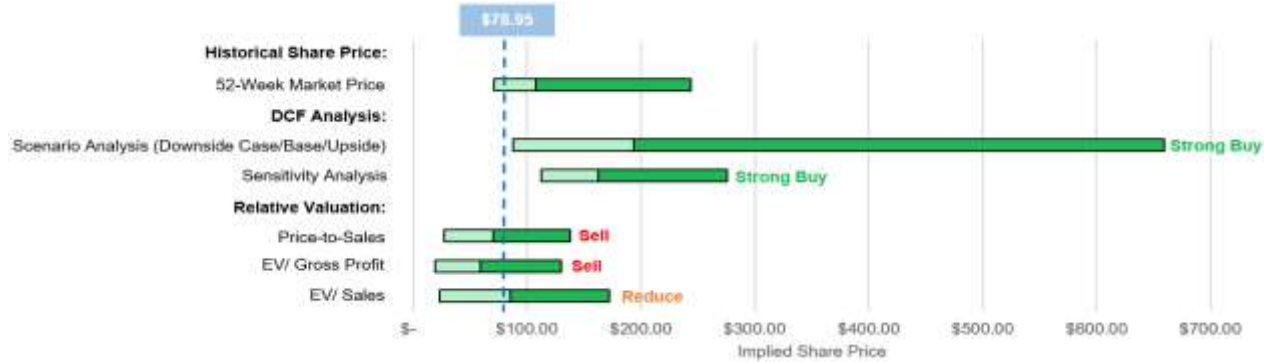 $78.95
Historical Share Price:
52-Week Market Price
DCF Analysis:
Scenario Analysis (Downside Case/Base/Upside) Strong Buy
Sensitivity Analysis Strong Buy
Relative Valuation:
Price-to-Sales Sell
EV/ Gross Profit Sell
EV/ Sales Reduce
$- $100.00 $200.00 $300.00 $400.00 $500.00 $600.00 $700.00
Implied Share Price